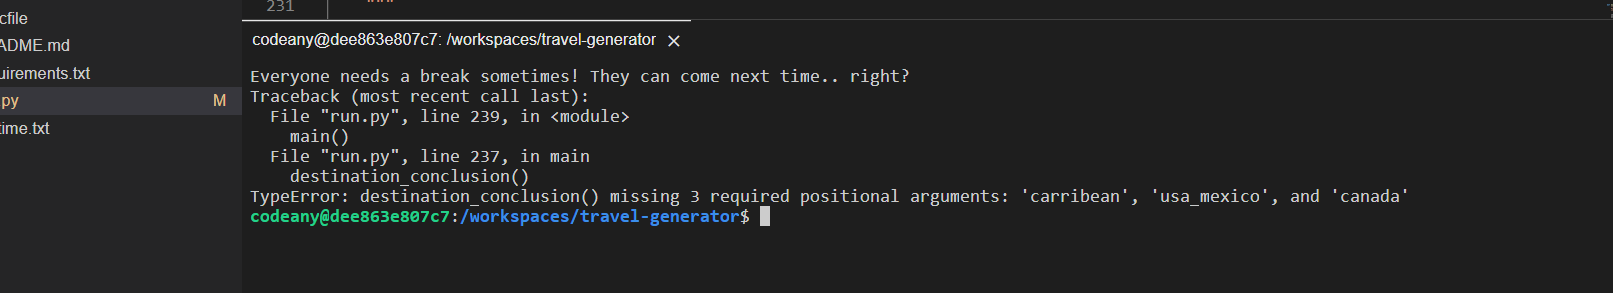 cfile
ADME.md
uirements.txt
.py M
time.txt
231 """
codeany@dee863e807c7: /workspaces/travel-generator ×
Everyone needs a break sometimes! They can come next time.. right?
Traceback (most recent call last):
File "run.py", line 239, in <module>
main()
File "run.py", line 237, in main
destination_conclusion()
TypeError: destination_conclusion() missing 3 required positional arguments: 'carribean', 'usa_mexico', and 'canada'
codeany@dee863e807c7:/workspaces/travel-generator$